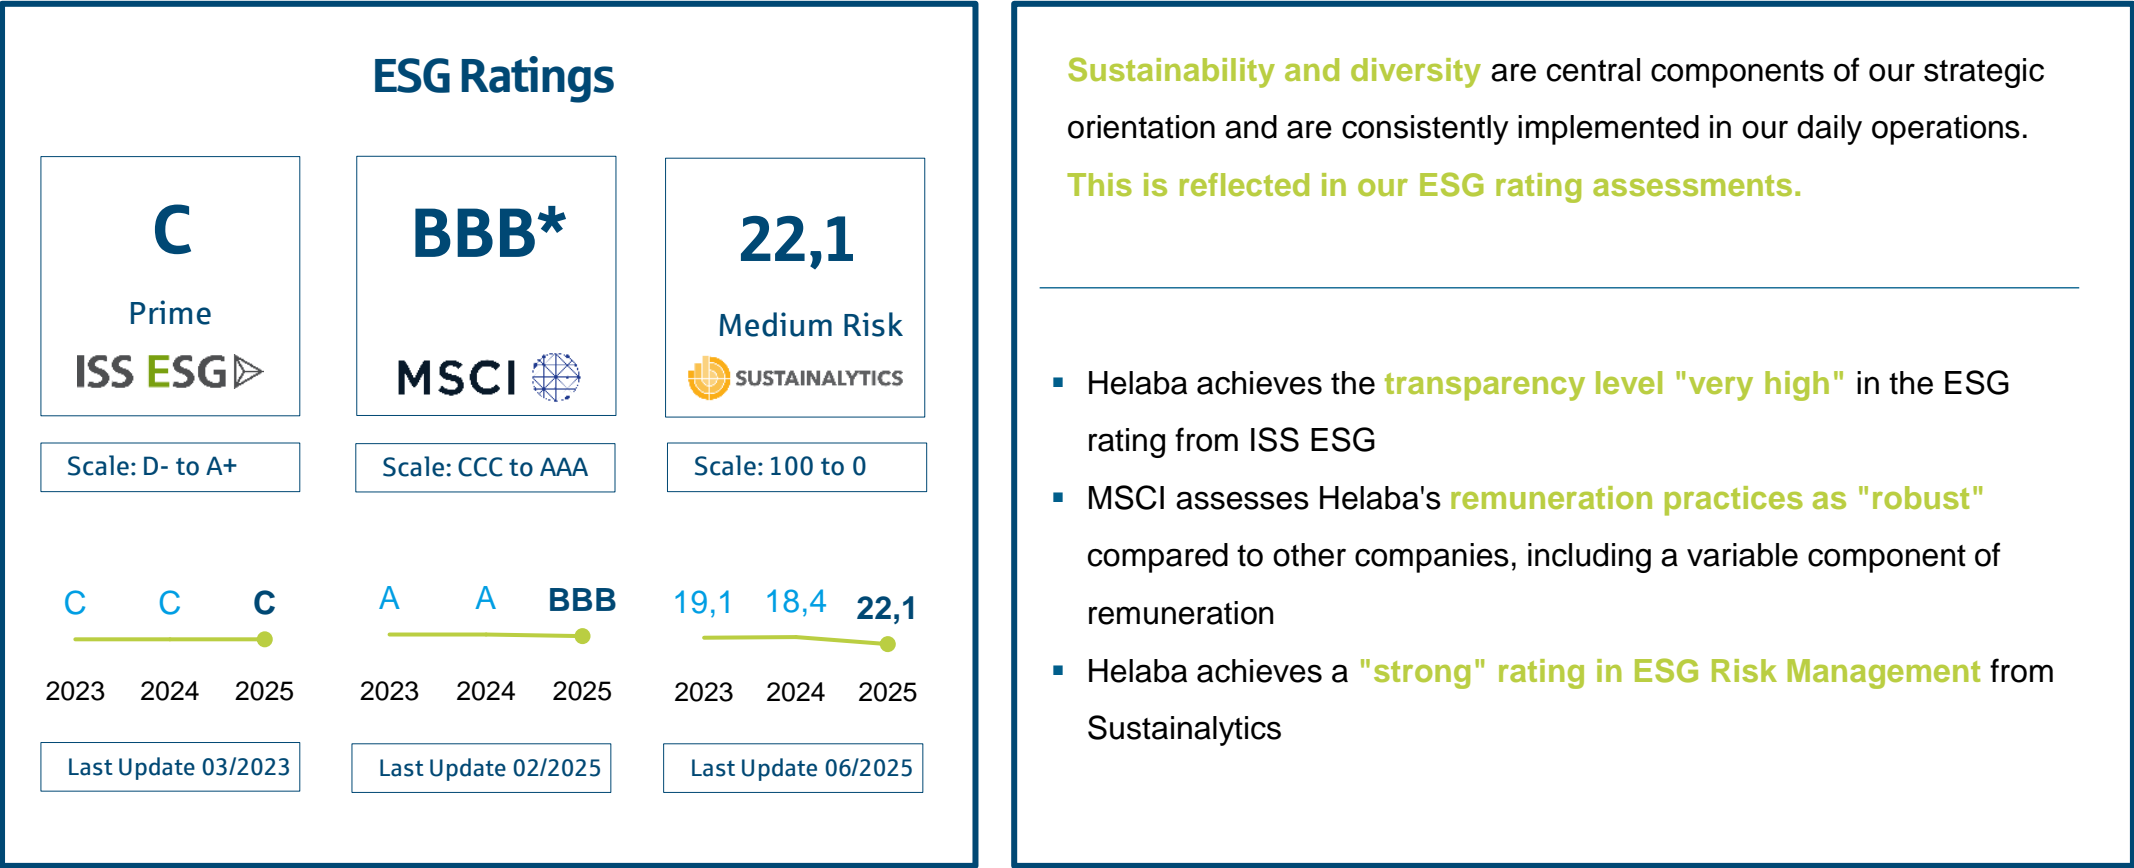 ESG Ratings
C
Prime
ISS ESG
Scale: D- to A+
C C C
2023 2024 2025
Last Update 03/2023
BBB*
MSCI
Scale: CCC to AAA
A A BBB
2023 2024 2025
Last Update 02/2025
22,1
Medium Risk
SUSTAINALYTICS
Scale: 100 to 0
19,1 18,4 22,1
2023 2024 2025
Last Update 06/2025
Sustainability and diversity are central components of our strategic
orientation and are consistently implemented in our daily operations.
This is reflected in our ESG rating assessments.
▪ Helaba achieves the transparency level "very high" in the ESG
rating from ISS ESG
▪ MSCI assesses Helaba's remuneration practices as "robust"
compared to other companies, including a variable component of
remuneration
▪ Helaba achieves a "strong" rating in ESG Risk Management from
Sustainalytics